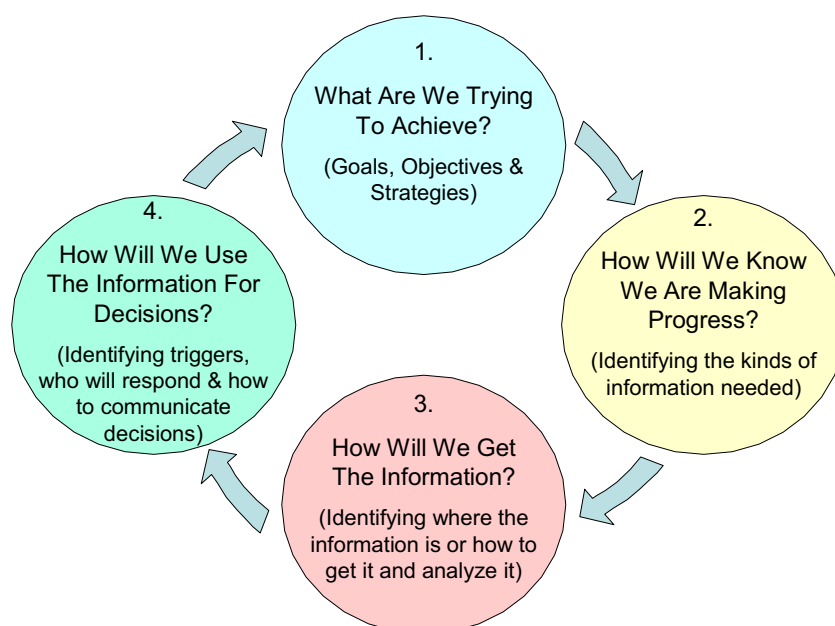 1.
What Are We Trying
To Achieve?
(Goals, Objectives &
Strategies)
2.
How Will We Know
We Are Making
Progress?
(Identifying the kinds of
information needed)
3.
How Will We Get
The Information?
(Identifying where the
information is or how to
get it and analyze it)
4.
How Will We Use
The Information For
Decisions?
(Identifying triggers,
who will respond & how
to communicate
decisions)